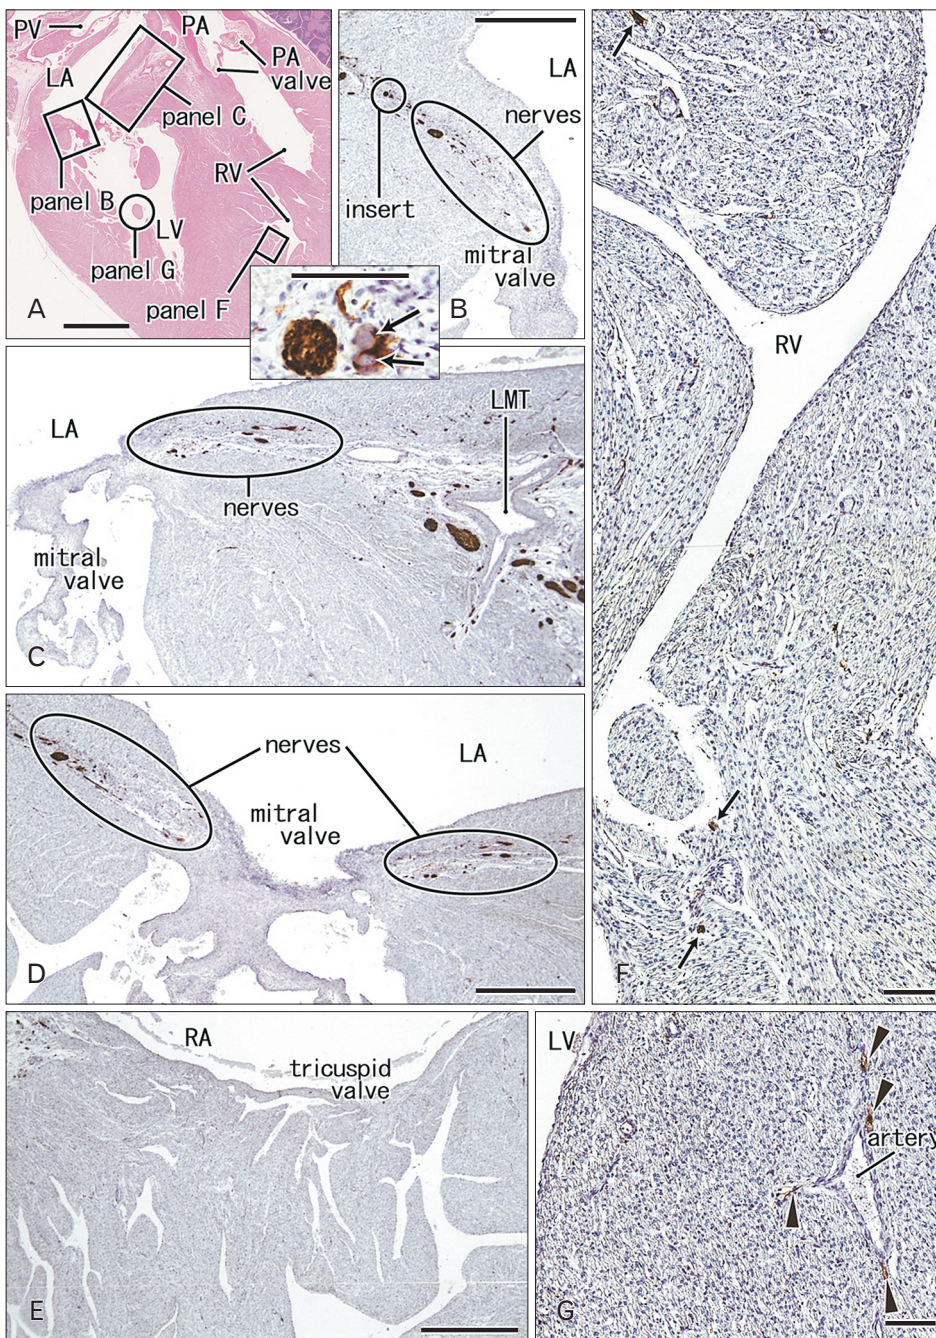 PV
PA
LA
PA
valve
panel C
RV
panel B
LV
panel G
panel F
A
LA
nerves
insert
mitral
valve
B
LA
LMT
nerves
mitral
valve
C
nerves
LA
mitral
valve
D
RA
tricuspid
valve
E
RV
F
LV
artery
G